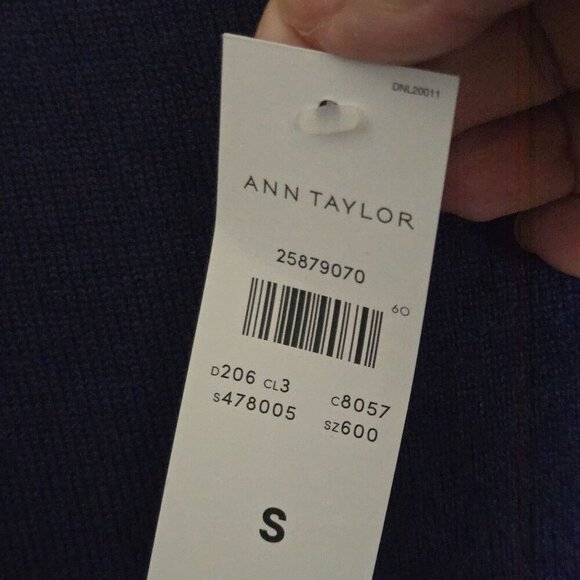 DNL20011
ANN TAYLOR
25879070
60
D206 CL3 C8057
S478005 SZ600
S